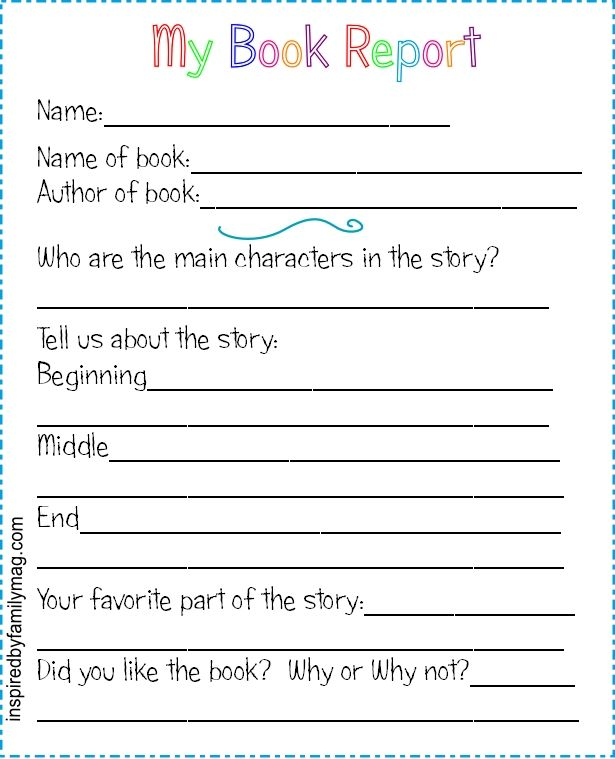 My Book Report
Name:
Name of book:
Author of book:
Who are the main characters in the story?
Tell us about the story:
Beginning
Middle
End
Your favorite part of the story:
Did you like the book? Why or Why not?
inspiredbyfamilymag.com